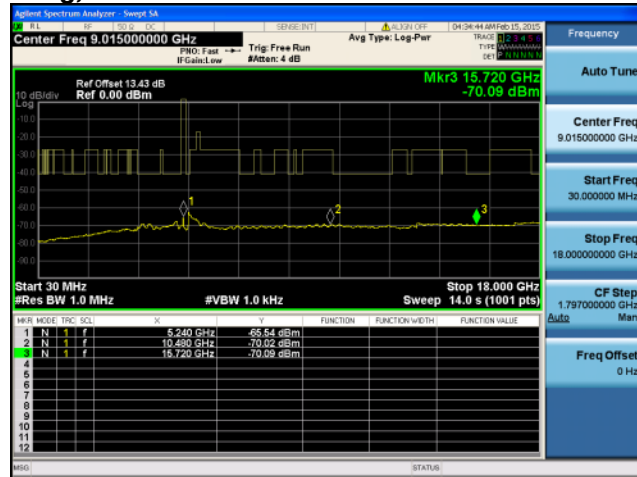 Agilent Spectrum Analyzer - Swept SA
RL RF 50 Ω DC SENSE:INT ALIGN OFF 04:34:44 AM Feb 15, 2015
Center Freq 9.015000000 GHz
PNO: Fast
IFGain:Low
Trig: Free Run
#Atten: 4 dB
Avg Type: Log-Pwr
TRACE 1 2 3 4 5 6
TYPE
DET P N N N N N
Frequency
Auto Tune
Mkr3 15.720 GHz
-70.09 dBm
Ref Offset 13.43 dB
10 dB/div Ref 0.00 dBm
Log
-10.0
-20.0
-30.0
-40.0
-50.0
-60.0
-70.0
-80.0
-90.0
1
2
3
Center Freq
9.015000000 GHz
Start Freq
30.000000 MHz
Stop Freq
18.000000000 GHz
Start 30 MHz Stop 18.000 GHz
#Res BW 1.0 MHz #VBW 1.0 kHz Sweep 14.0 s (1001 pts)
CF Step
1.797000000 GHz
Auto Man
MKR MODE TRC SCL X Y FUNCTION FUNCTION WIDTH FUNCTION VALUE
1 N 1 f 5.240 GHz -65.54 dBm
2 N 1 f 10.480 GHz -70.02 dBm
3 N 1 f 15.720 GHz -70.09 dBm
4
5
6
7
8
9
10
11
12
Freq Offset
0 Hz
MSG STATUS